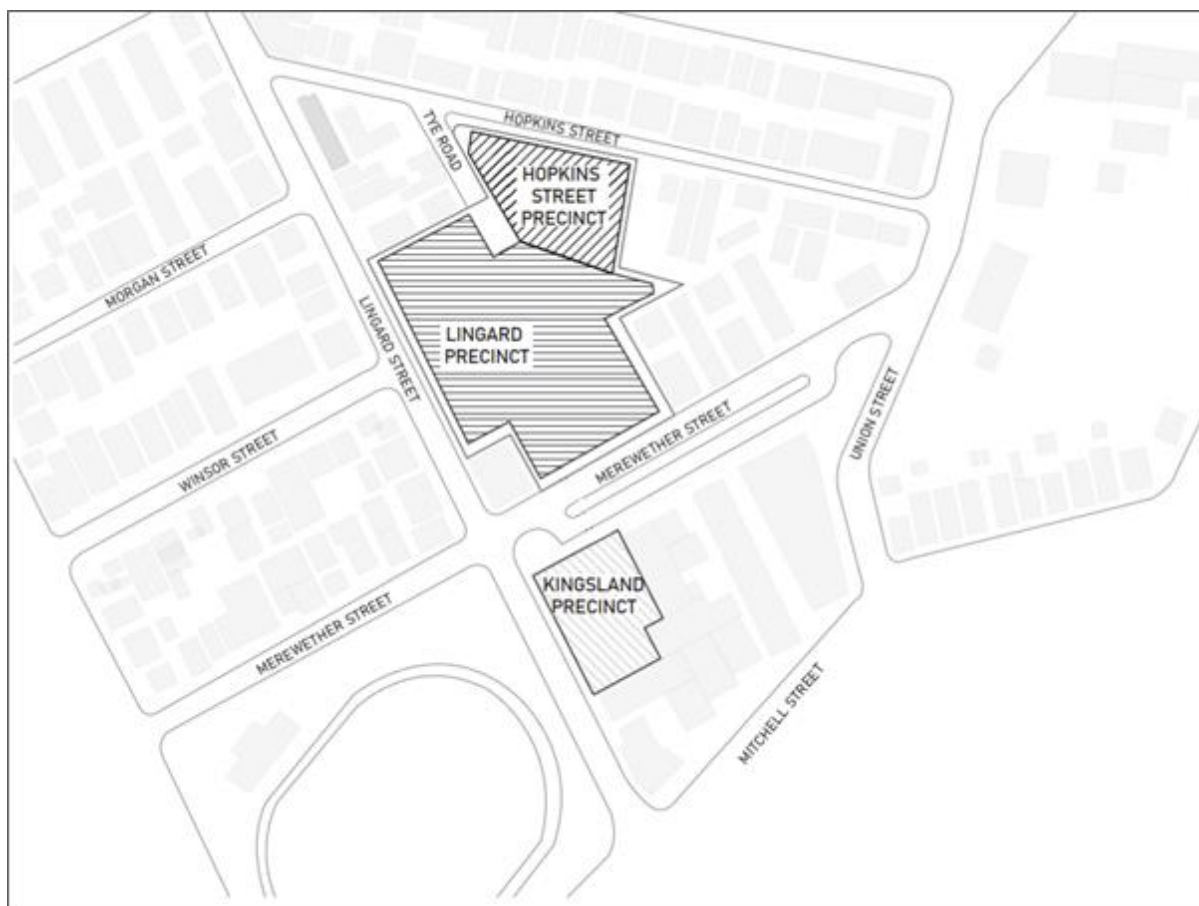 HOPKINS STREET
TYE ROAD
HOPKINS
STREET
PRECINCT
MORGAN STREET
LINGARD STREET
LINGARD
PRECINCT
WINSOR STREET
MEREWETHER STREET
UNION STREET
KINGSLAND
PRECINCT
MEREWETHER STREET
MITCHELL STREET